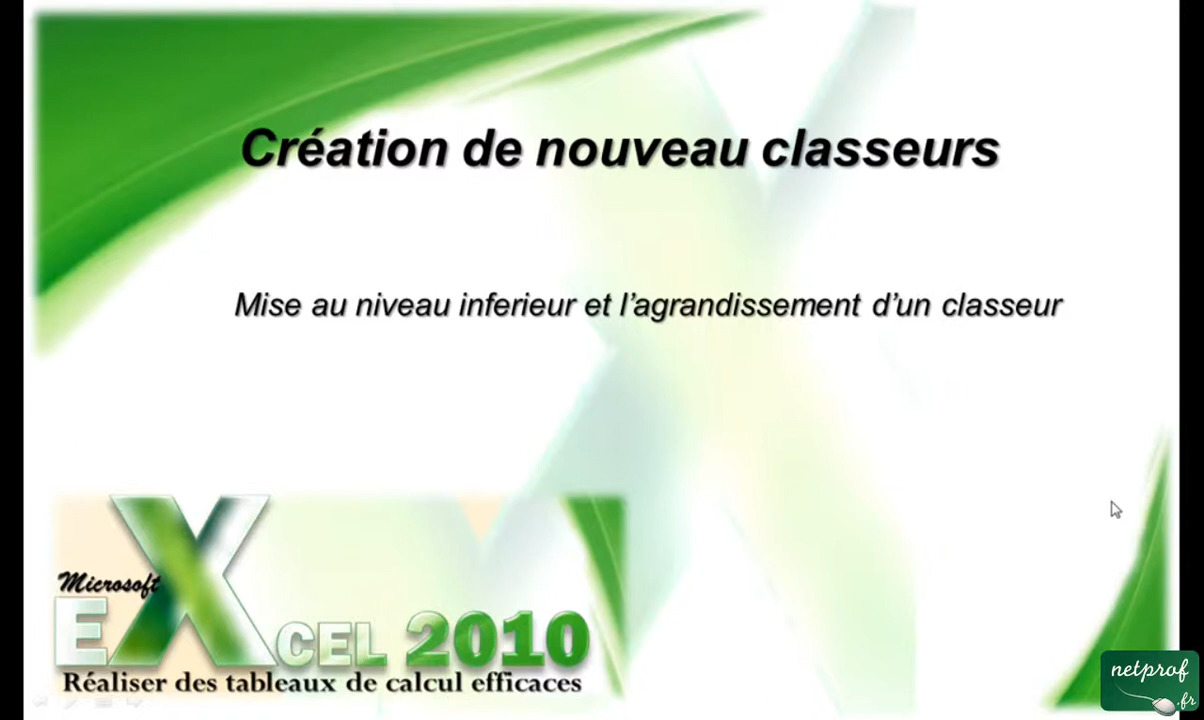 Création de nouveau classeurs
Mise au niveau inferieur et l'agrandissement d'un classeur
Microsoft
EXCEL 2010
Réaliser des tableaux de calcul efficaces
netprof
.fr